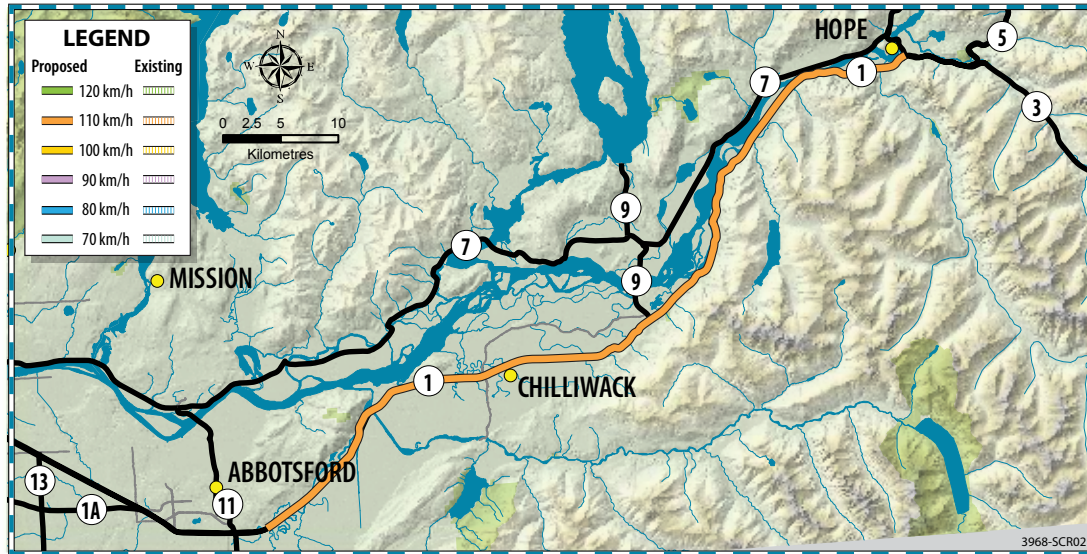 LEGEND
Proposed Existing
120 km/h
110 km/h
100 km/h
90 km/h
80 km/h
70 km/h
N
W E
S
0 2.5 5 10
Kilometres
HOPE
5
7
1
3
9
7
9
MISSION
1
CHILLIWACK
ABBOTSFORD
13
1A
11
3968-SCR02